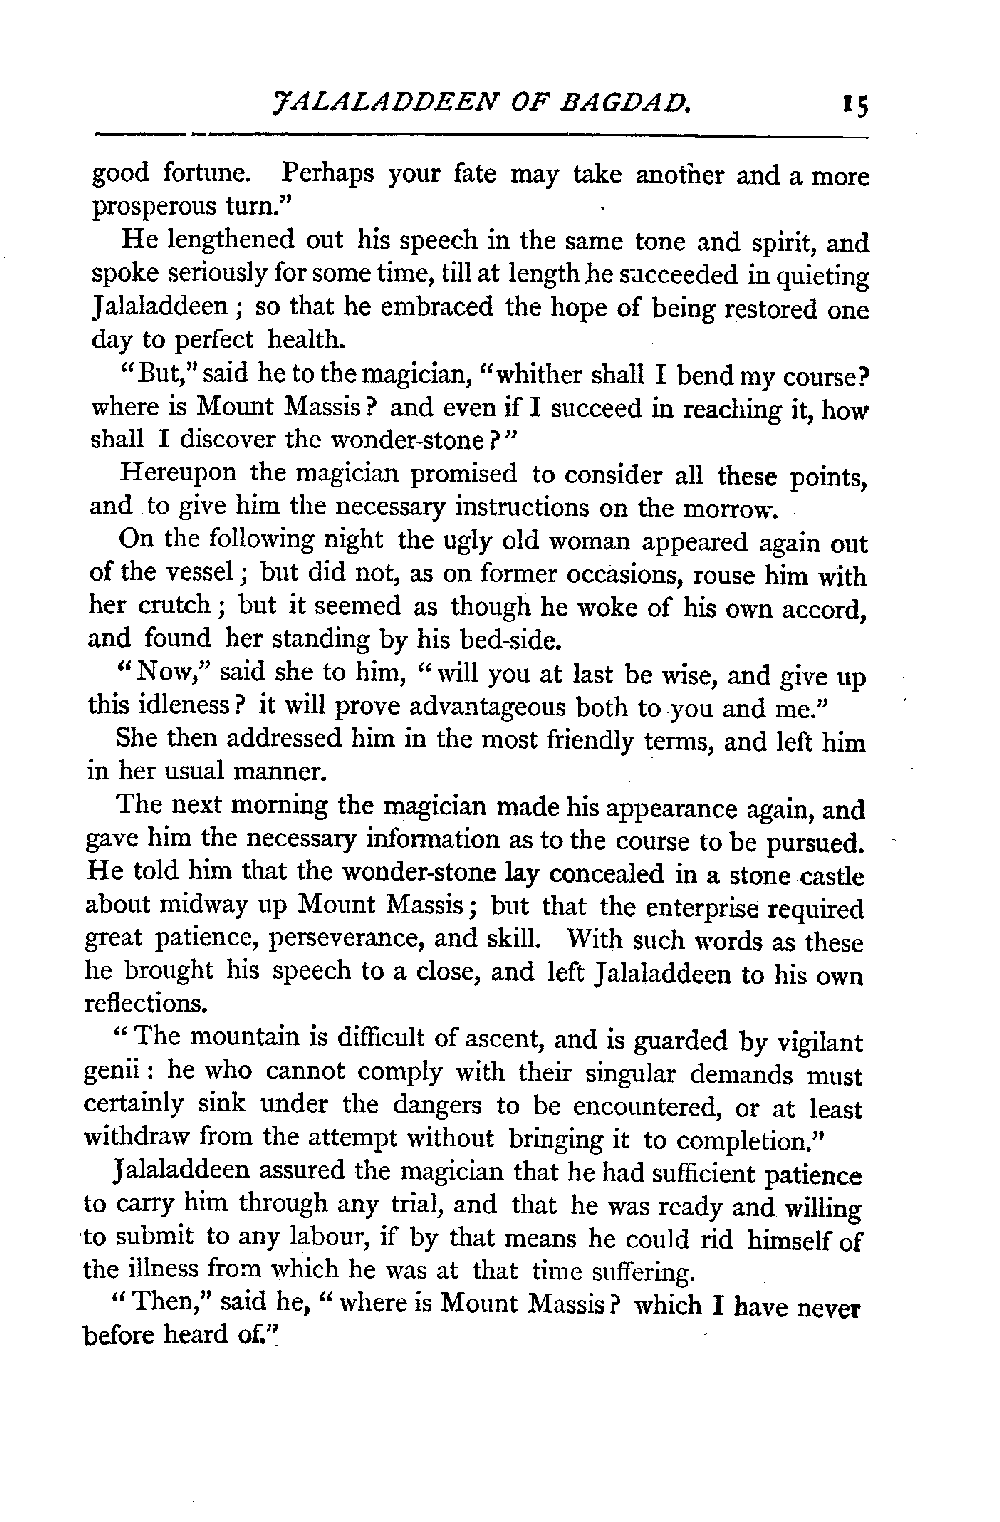 JALALADDEEN OF BAGDAD. 15
good fortune. Perhaps your fate may take another and a more
prosperous turn.”
He lengthened out his speech in the same tone and spirit, and
spoke seriously for some time, till at length he succeeded in quieting
Jalaladdeen ; so that he embraced the hope of being restored one
day to perfect health.
“But,” said he to the magician, “whither shall I bend my course?
where is Mount Massis ? and even if I succeed in reaching it, how
shall I discover the wonder-stone ?”
Hereupon the magician promised to consider all these points,
and to give him the necessary instructions on the morrow.
On the following night the ugly old woman appeared again out
of the vessel ; but did not, as on former occasions, rouse him with
her crutch ; but it seemed as though he woke of his own accord,
and found her standing by his bed-side.
“Now,” said she to him, “will you at last be wise, and give up
this idleness ? it will prove advantageous both to you and me.”
She then addressed him in the most friendly terms, and left him
in her usual manner.
The next morning the magician made his appearance again, and
gave him the necessary information as to the course to be pursued.
He told him that the wonder-stone lay concealed in a stone castle
about midway up Mount Massis ; but that the enterprise required
great patience, perseverance, and skill. With such words as these
he brought his speech to a close, and left Jalaladdeen to his own
reflections.
“The mountain is difficult of ascent, and is guarded by vigilant
genii : he who cannot comply with their singular demands must
certainly sink under the dangers to be encountered, or at least
withdraw from the attempt without bringing it to completion.”
Jalaladdeen assured the magician that he had sufficient patience
to carry him through any trial, and that he was ready and willing
to submit to any labour, if by that means he could rid himself of
the illness from which he was at that time suffering.
“Then,” said he, “where is Mount Massis ? which I have never
before heard of.”